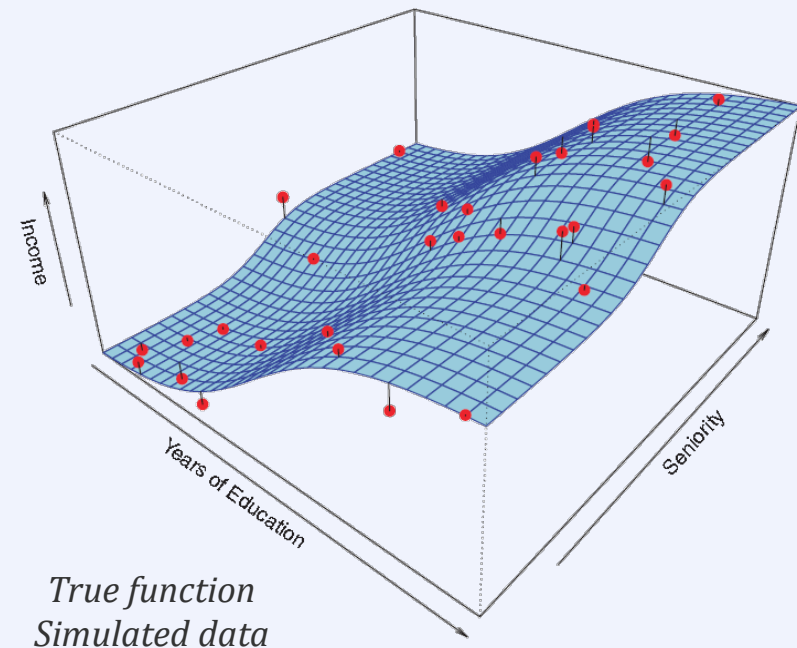 Income
Years of Education
Seniority
True function
Simulated data